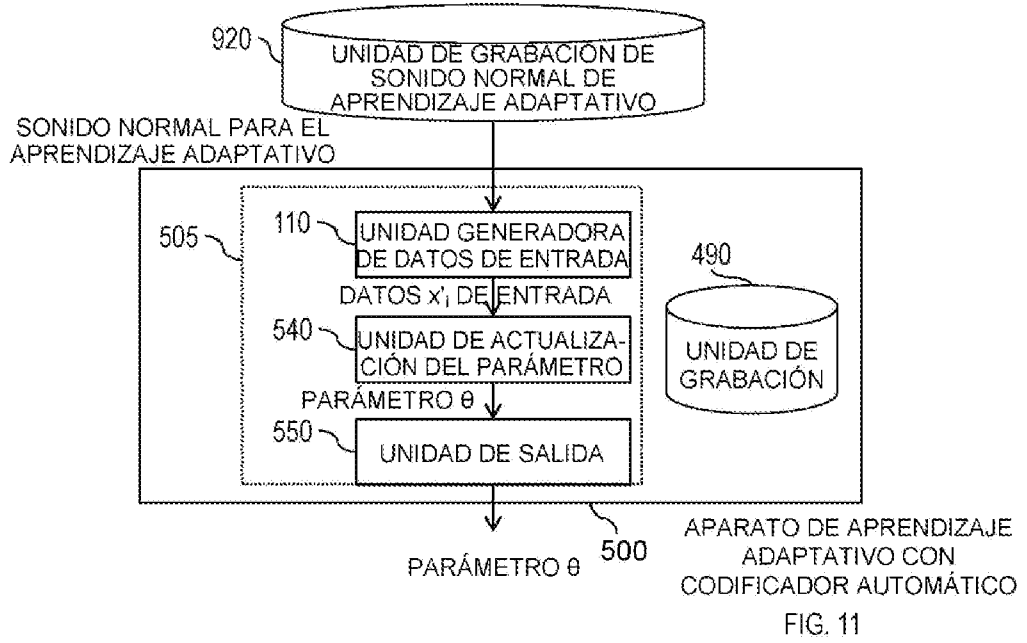 920
UNIDAD DE GRABACIÓN DE
SONIDO NORMAL DE
APRENDIZAJE ADAPTATIVO
SONIDO NORMAL PARA EL
APRENDIZAJE ADAPTATIVO
505
110
UNIDAD GENERADORA
DE DATOS DE ENTRADA
DATOS x'ᵢ DE ENTRADA
540
UNIDAD DE ACTUALIZA-
CIÓN DEL PARÁMETRO
PARÁMETRO θ
550
UNIDAD DE SALIDA
490
UNIDAD DE
GRABACIÓN
500
PARÁMETRO θ
APARATO DE APRENDIZAJE
ADAPTATIVO CON
CODIFICADOR AUTOMÁTICO
FIG. 11